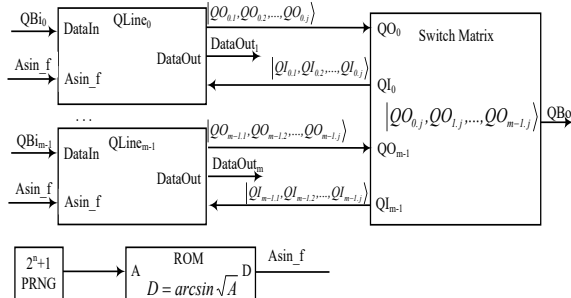 QBi₀ DataIn QLine₀ |QO₀.₁,QO₀.₂,...,QO₀.ⱼ⟩ QO₀ Switch Matrix
DataOut DataOut₁
Asin_f Asin_f |QI₀.₁,QI₀.₂,...,QI₀.ⱼ⟩ QI₀
...
|QO₀.ⱼ,QO₁.ⱼ,...,QOₘ₋₁.ⱼ⟩ QBo
QBiₘ₋₁ DataIn QLineₘ₋₁ |QOₘ₋₁.₁,QOₘ₋₁.₂,...,QOₘ₋₁.ⱼ⟩ QOₘ₋₁
DataOut DataOutₘ
Asin_f Asin_f |QIₘ₋₁.₁,QIₘ₋₁.₂,...,QIₘ₋₁.ⱼ⟩ QIₘ₋₁
2ⁿ+1 PRNG
A ROM D Asin_f
D = arcsin√A